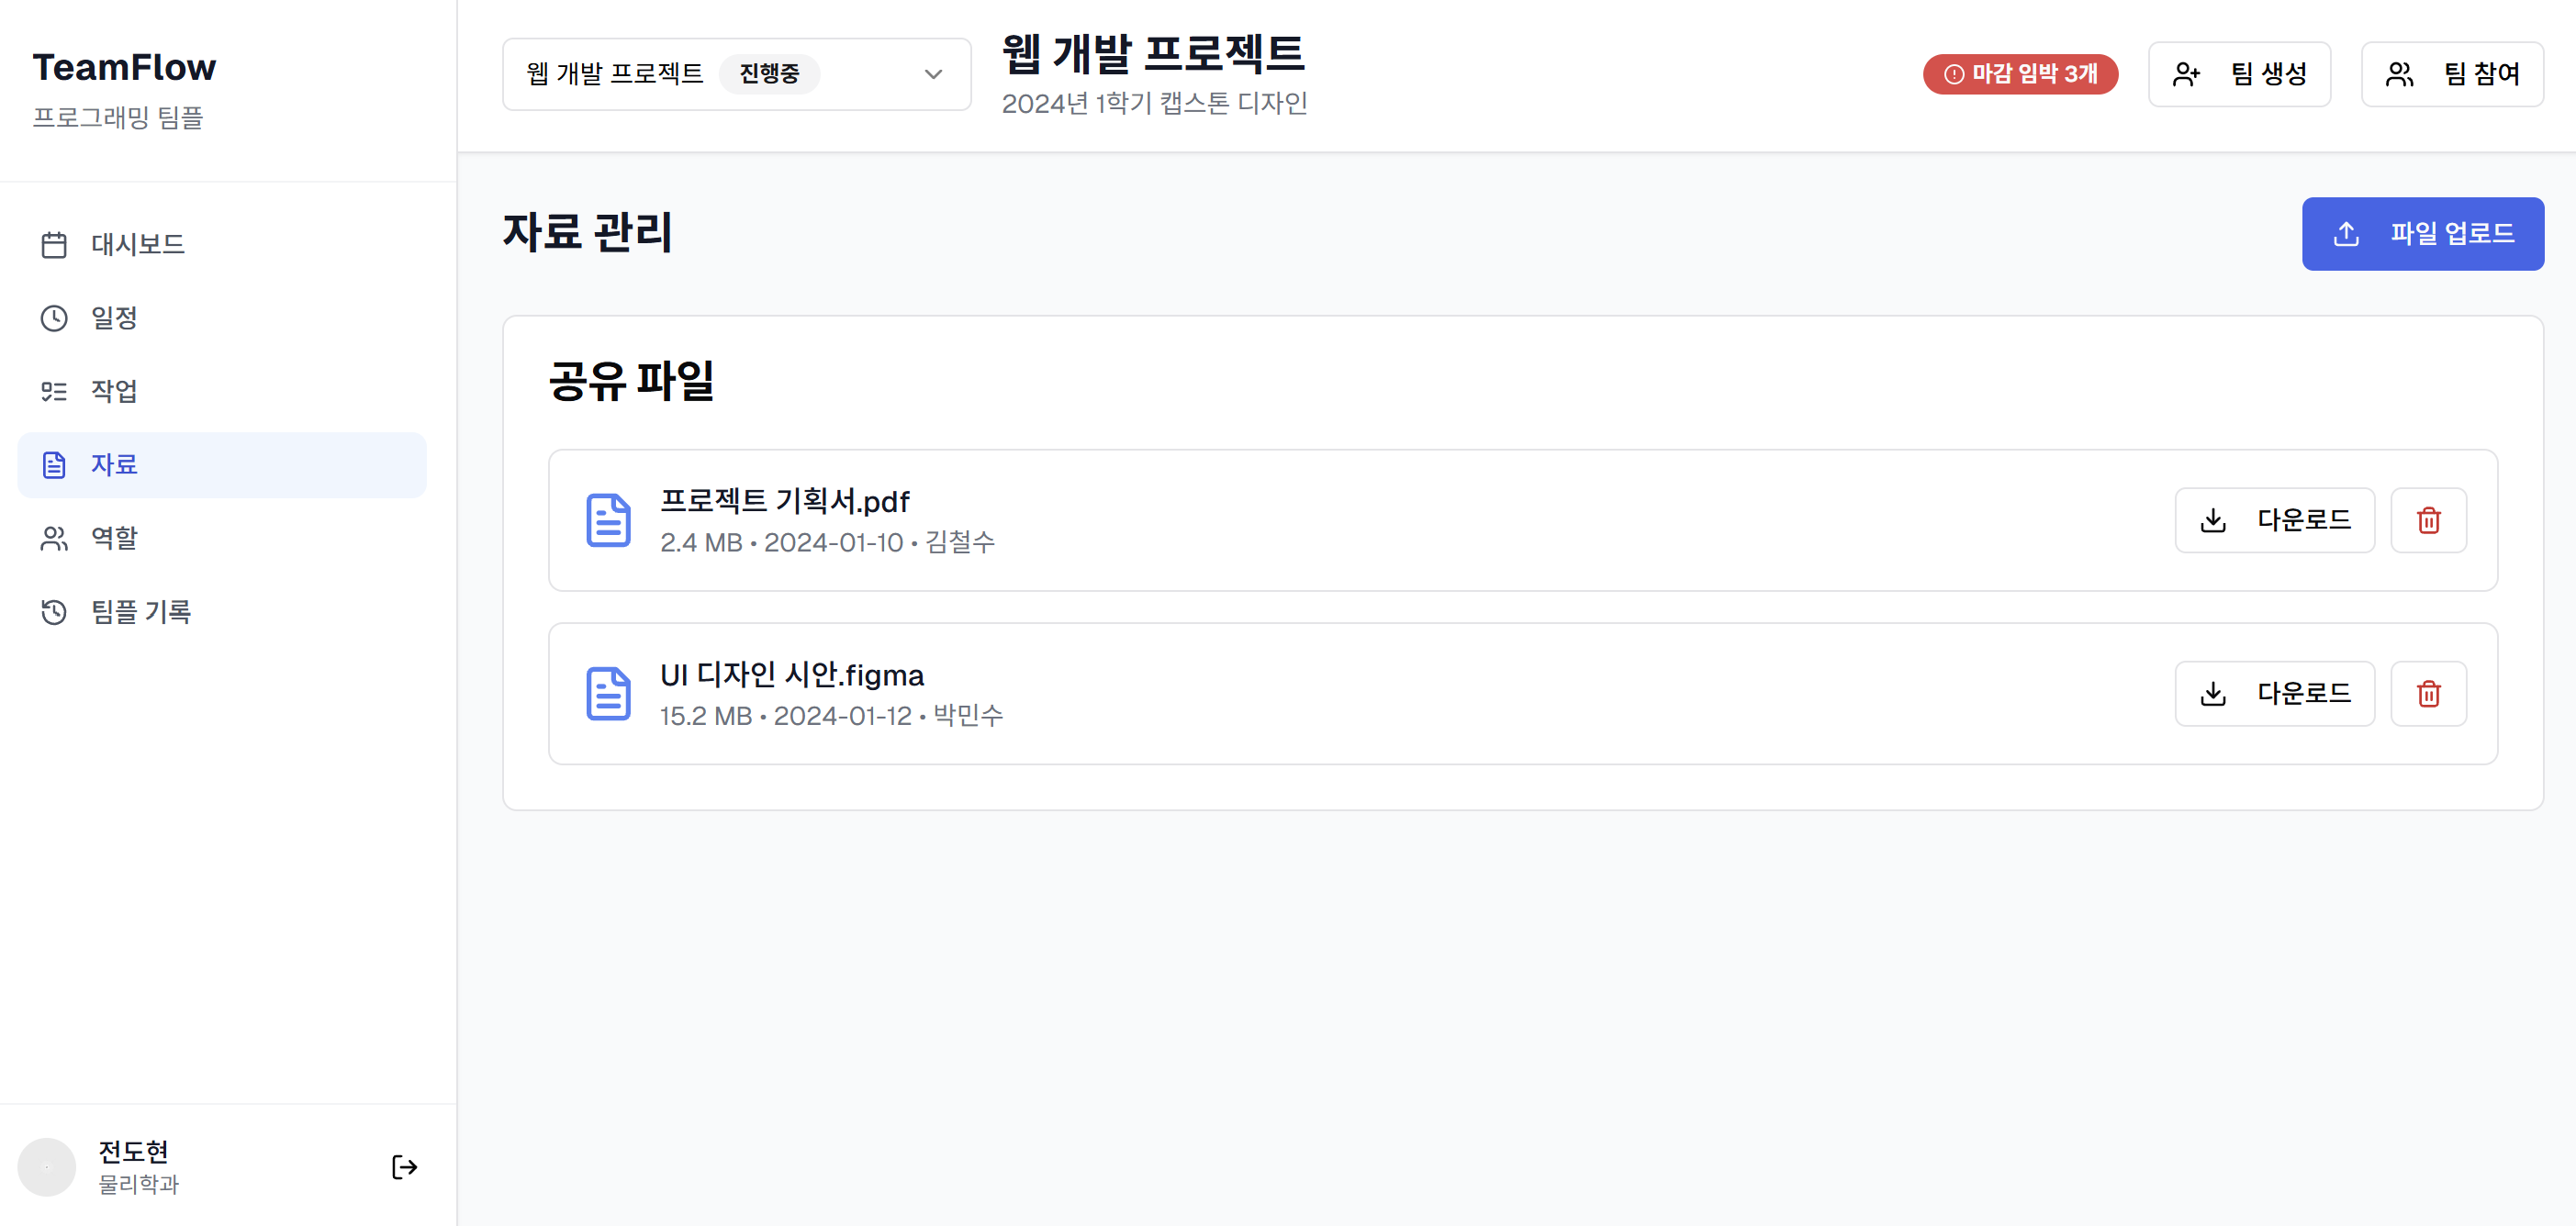 TeamFlow
프로그래밍 팀플
대시보드
일정
작업
자료
역할
팀플 기록
전도현
물리학과
웹 개발 프로젝트 진행중
웹 개발 프로젝트
2024년 1학기 캡스톤 디자인
마감 임박 3개
팀 생성
팀 참여
자료 관리
파일 업로드
공유 파일
프로젝트 기획서.pdf
2.4 MB • 2024-01-10 • 김철수
다운로드
UI 디자인 시안.figma
15.2 MB • 2024-01-12 • 박민수
다운로드